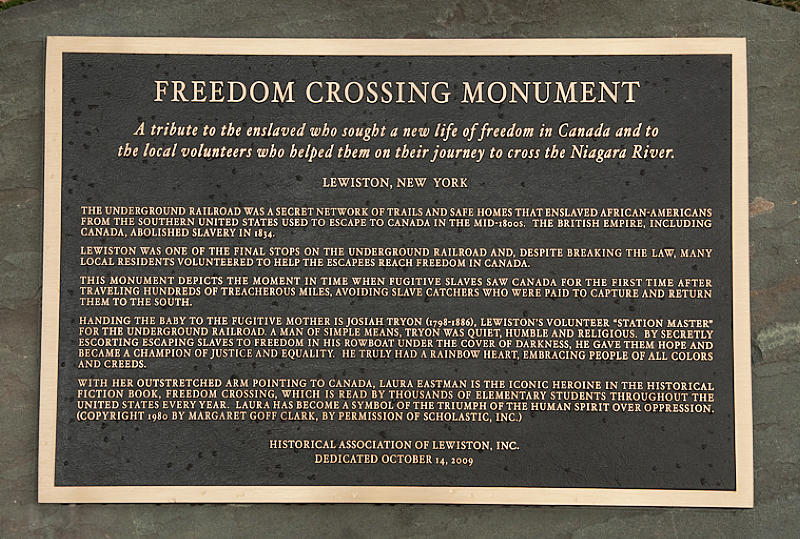 FREEDOM CROSSING MONUMENT
A tribute to the enslaved who sought a new life of freedom in Canada and to
the local volunteers who helped them on their journey to cross the Niagara River.
LEWISTON, NEW YORK
THE UNDERGROUND RAILROAD WAS A SECRET NETWORK OF TRAILS AND SAFE HOMES THAT ENSLAVED AFRICAN-AMERICANS
FROM THE SOUTHERN UNITED STATES USED TO ESCAPE TO CANADA IN THE MID-1800S. THE BRITISH EMPIRE, INCLUDING
CANADA, ABOLISHED SLAVERY IN 1834.
LEWISTON WAS ONE OF THE FINAL STOPS ON THE UNDERGROUND RAILROAD AND, DESPITE BREAKING THE LAW, MANY
LOCAL RESIDENTS VOLUNTEERED TO HELP THE ESCAPEES REACH FREEDOM IN CANADA.
THIS MONUMENT DEPICTS THE MOMENT IN TIME WHEN FUGITIVE SLAVES SAW CANADA FOR THE FIRST TIME AFTER
TRAVELING HUNDREDS OF TREACHEROUS MILES, AVOIDING SLAVE CATCHERS WHO WERE PAID TO CAPTURE AND RETURN
THEM TO THE SOUTH.
HANDING THE BABY TO THE FUGITIVE MOTHER IS JOSIAH TRYON (1798-1886), LEWISTON'S VOLUNTEER "STATION MASTER"
FOR THE UNDERGROUND RAILROAD. A MAN OF SIMPLE MEANS, TRYON WAS QUIET, HUMBLE AND RELIGIOUS. BY SECRETLY
ESCORTING ESCAPING SLAVES TO FREEDOM IN HIS ROWBOAT UNDER THE COVER OF DARKNESS, HE GAVE THEM HOPE AND
BECAME A CHAMPION OF JUSTICE AND EQUALITY. HE TRULY HAD A RAINBOW HEART, EMBRACING PEOPLE OF ALL COLORS
AND CREEDS.
WITH HER OUTSTRETCHED ARM POINTING TO CANADA, LAURA EASTMAN IS THE ICONIC HEROINE IN THE HISTORICAL
FICTION BOOK, FREEDOM CROSSING, WHICH IS READ BY THOUSANDS OF ELEMENTARY STUDENTS THROUGHOUT THE
UNITED STATES EVERY YEAR. LAURA HAS BECOME A SYMBOL OF THE TRIUMPH OF THE HUMAN SPIRIT OVER OPPRESSION.
(COPYRIGHT 1980 BY MARGARET GOFF CLARK, BY PERMISSION OF SCHOLASTIC, INC.)
HISTORICAL ASSOCIATION OF LEWISTON, INC.
DEDICATED OCTOBER 14, 2009